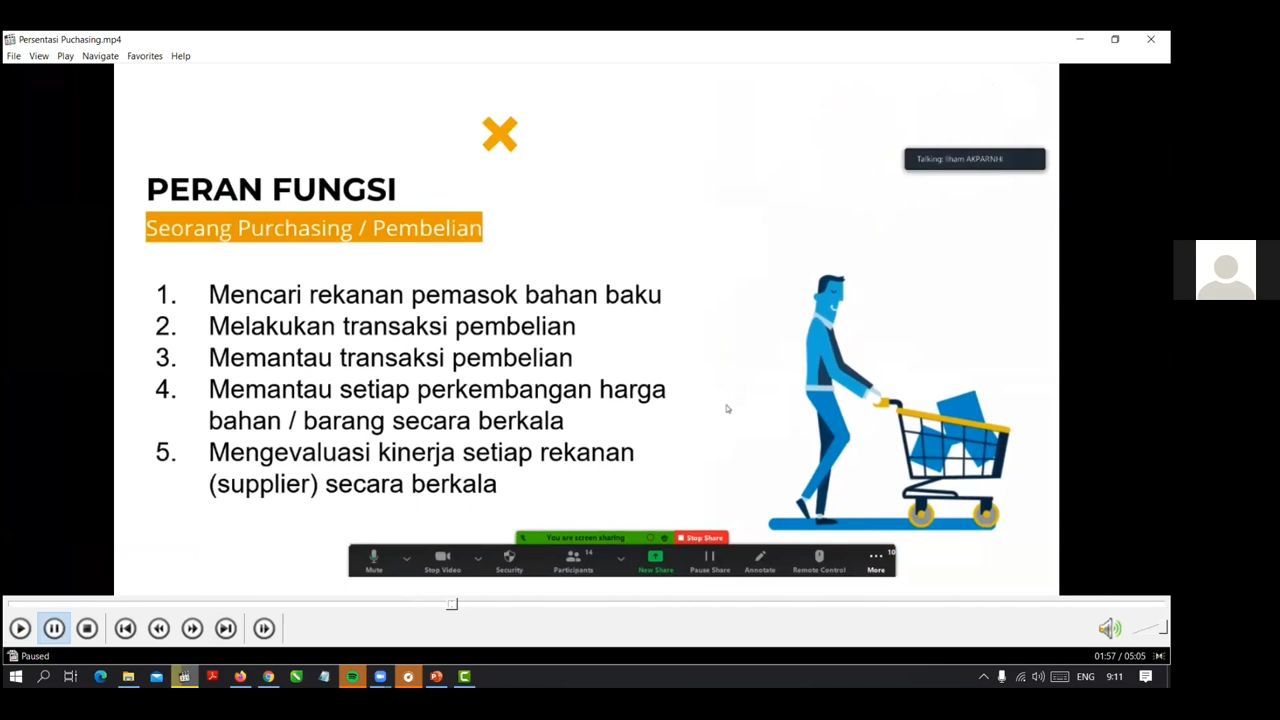 Persentasi Puchasing.mp4
File View Play Navigate Favorites Help
Talking: Ilham AKPARNHI
PERAN FUNGSI
Seorang Purchasing / Pembelian
1. Mencari rekanan pemasok bahan baku
2. Melakukan transaksi pembelian
3. Memantau transaksi pembelian
4. Memantau setiap perkembangan harga
bahan / barang secara berkala
5. Mengevaluasi kinerja setiap rekanan
(supplier) secara berkala
You are screen sharing Stop Share
14 10
Mute Stop Video Security Participants New Share Pause Share Annotate Remote Control More
Paused 01:57 / 05:05
ENG 9:11